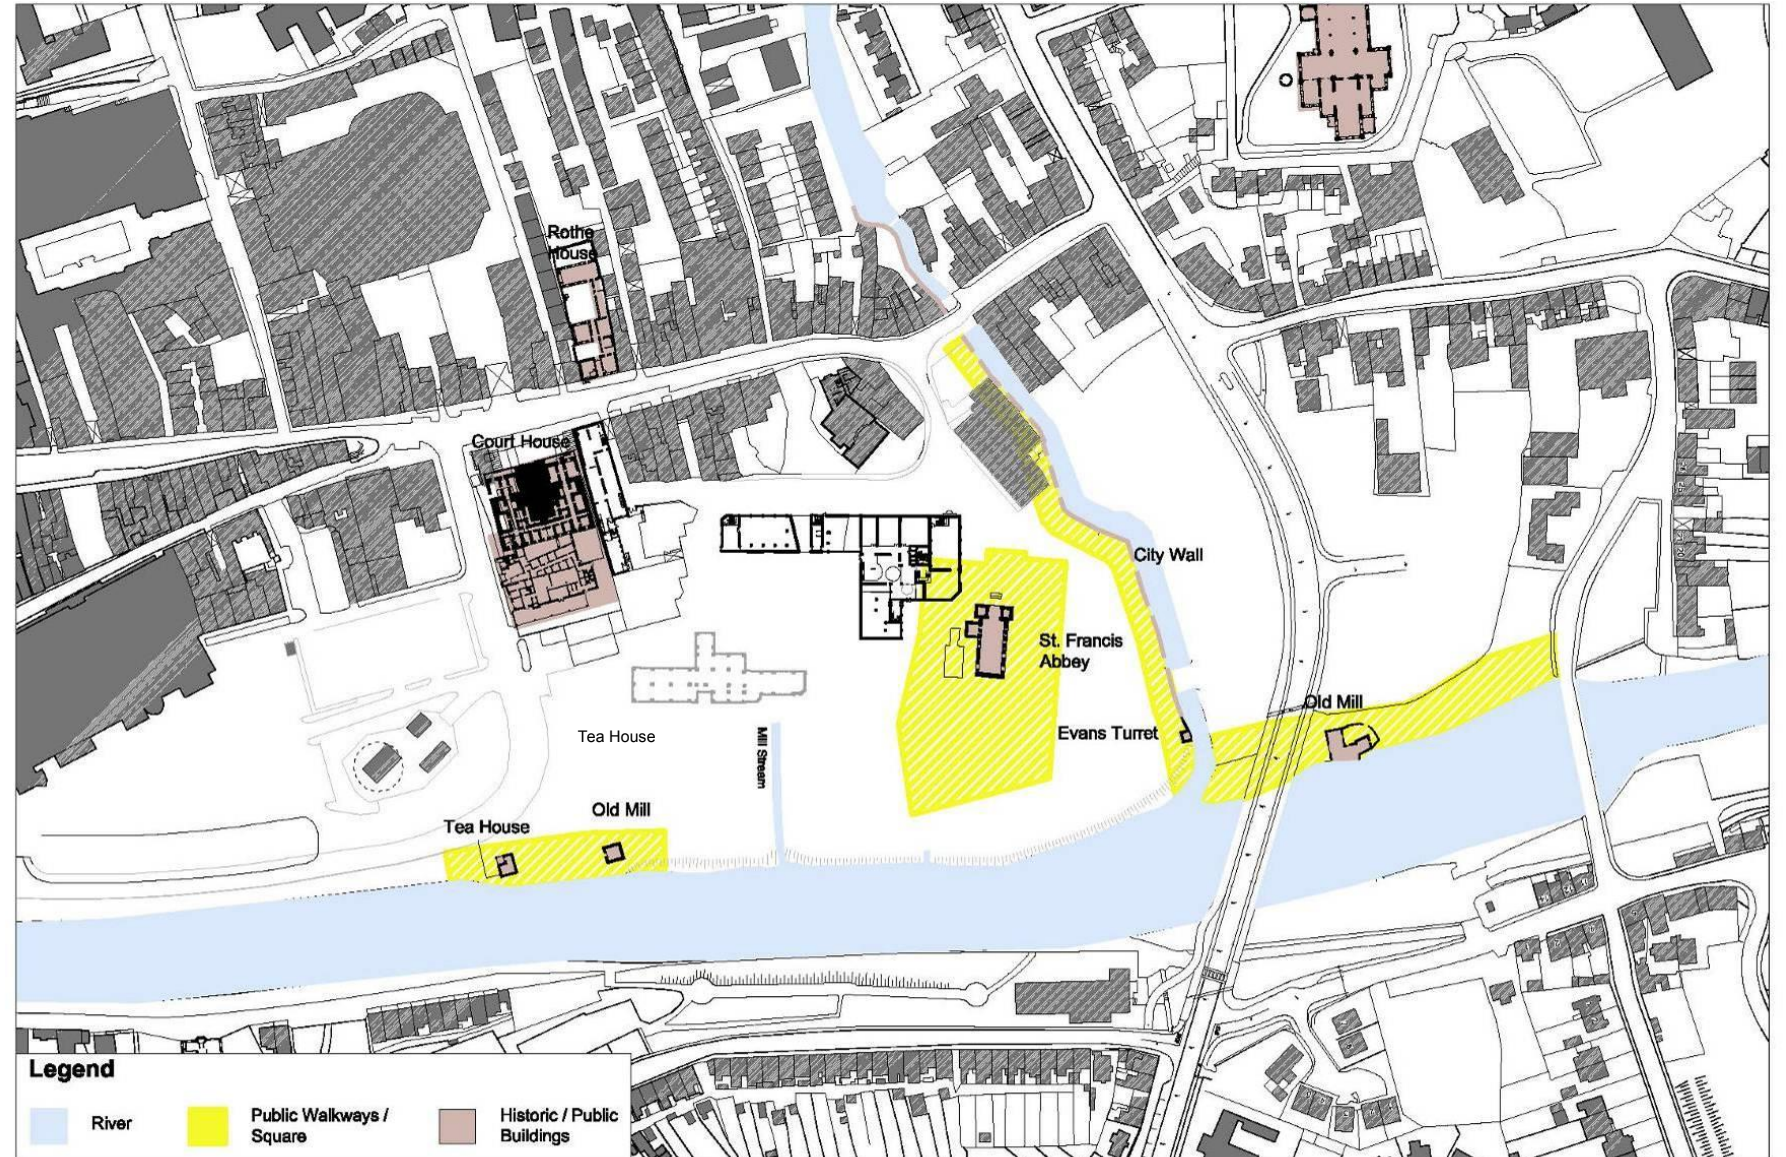 Rothe
House
Court House
City Wall
St. Francis
Abbey
Old Mill
Evans Turret
Tea House
Mill Stream
Old Mill
Tea House
Legend
River
Public Walkways /
Square
Historic / Public
Buildings